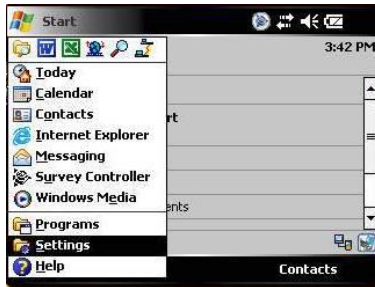 Start
3:42 PM
Today
Calendar
Contacts
rt
Internet Explorer
Messaging
Survey Controller
Windows Media
ents
Programs
Settings
Help
Contacts